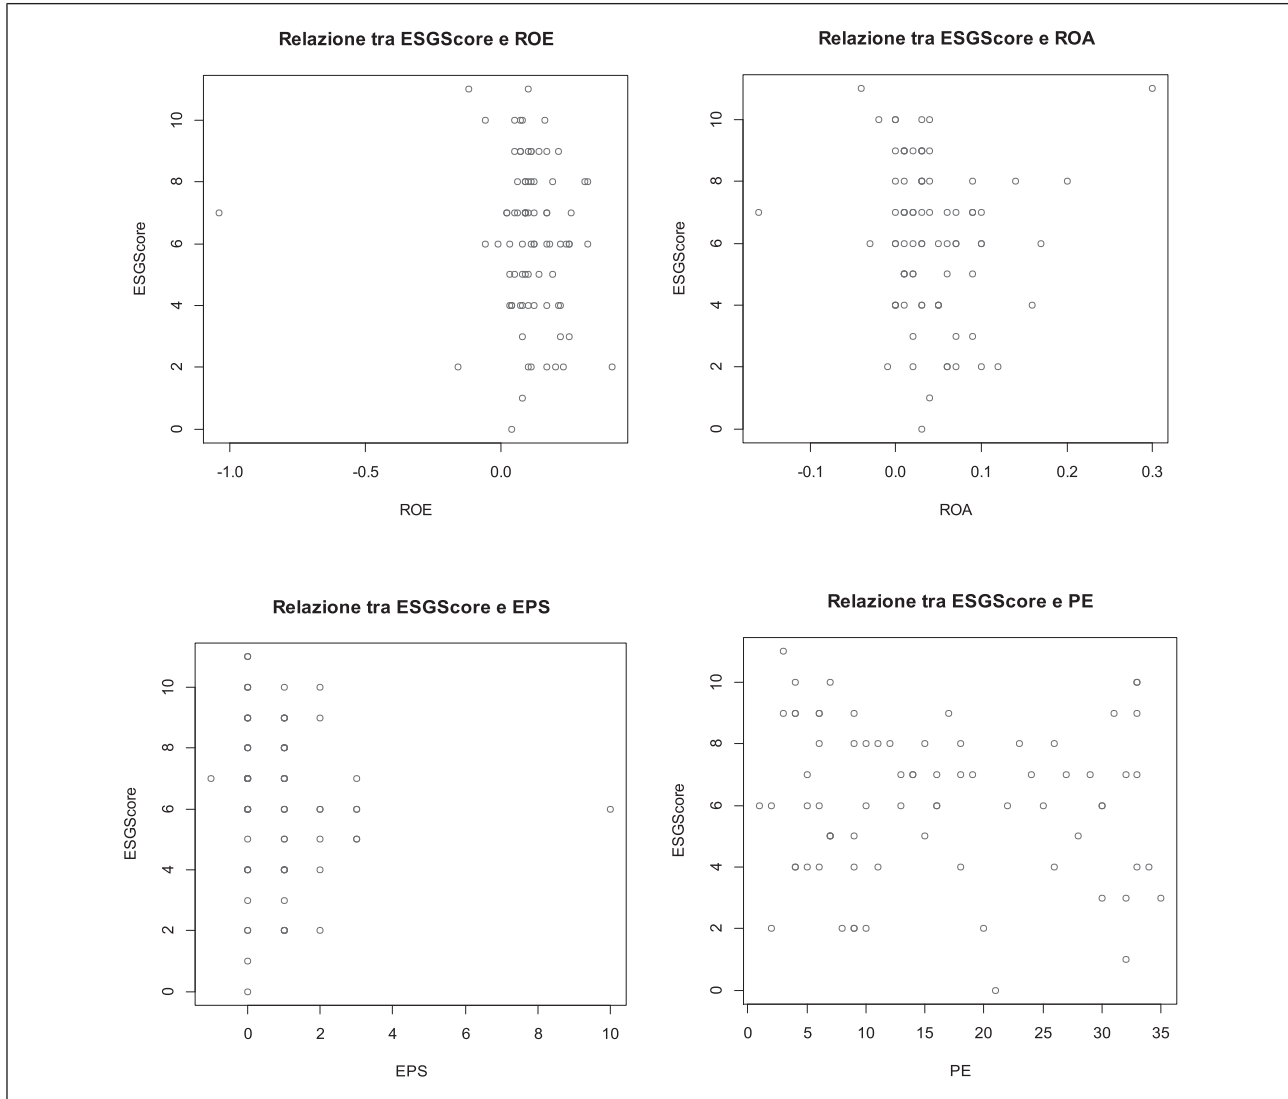 Relazione tra ESGScore e ROE
ESGScore
10
8
6
4
2
0
-1.0 -0.5 0.0
ROE
Relazione tra ESGScore e ROA
ESGScore
10
8
6
4
2
0
-0.1 0.0 0.1 0.2 0.3
ROA
Relazione tra ESGScore e EPS
ESGScore
10
8
6
4
2
0
0 2 4 6 8 10
EPS
Relazione tra ESGScore e PE
ESGScore
10
8
6
4
2
0
0 5 10 15 20 25 30 35
PE